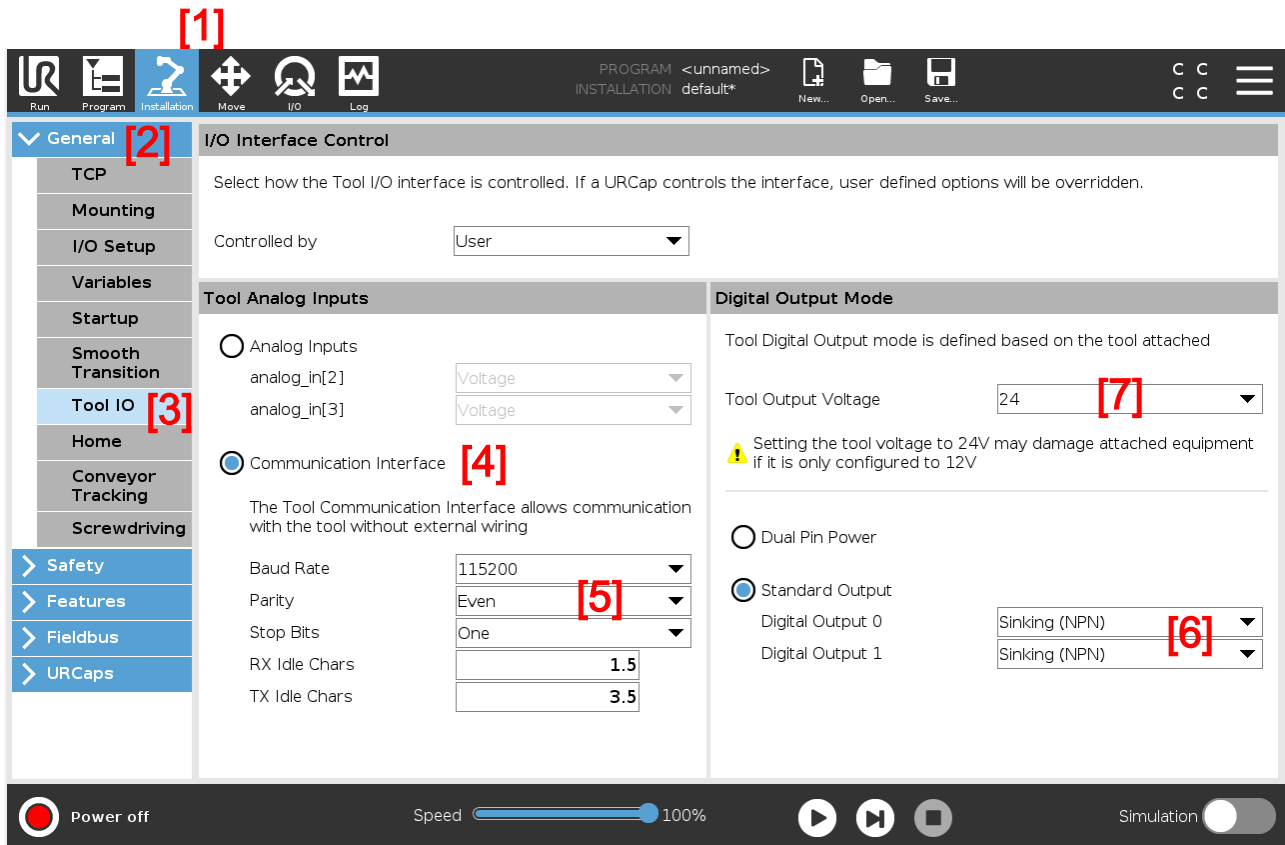 [1]
PROGRAM <unnamed>
INSTALLATION default*
C C
C C
Run Program Installation Move I/O Log New... Open... Save...
General [2]
TCP
Mounting
I/O Setup
Variables
Startup
Smooth
Transition
Tool IO [3]
Home
Conveyor
Tracking
Screwdriving
Safety
Features
Fieldbus
URCaps
I/O Interface Control
Select how the Tool I/O interface is controlled. If a URCap controls the interface, user defined options will be overridden.
Controlled by User
Tool Analog Inputs
Analog Inputs
analog_in[2] Voltage
analog_in[3] Voltage
Communication Interface [4]
The Tool Communication Interface allows communication
with the tool without external wiring
Baud Rate 115200
Parity Even [5]
Stop Bits One
RX Idle Chars 1.5
TX Idle Chars 3.5
Digital Output Mode
Tool Digital Output mode is defined based on the tool attached
Tool Output Voltage 24 [7]
Setting the tool voltage to 24V may damage attached equipment
if it is only configured to 12V
Dual Pin Power
Standard Output
Digital Output 0 Sinking (NPN) [6]
Digital Output 1 Sinking (NPN)
Power off Speed 100% Simulation